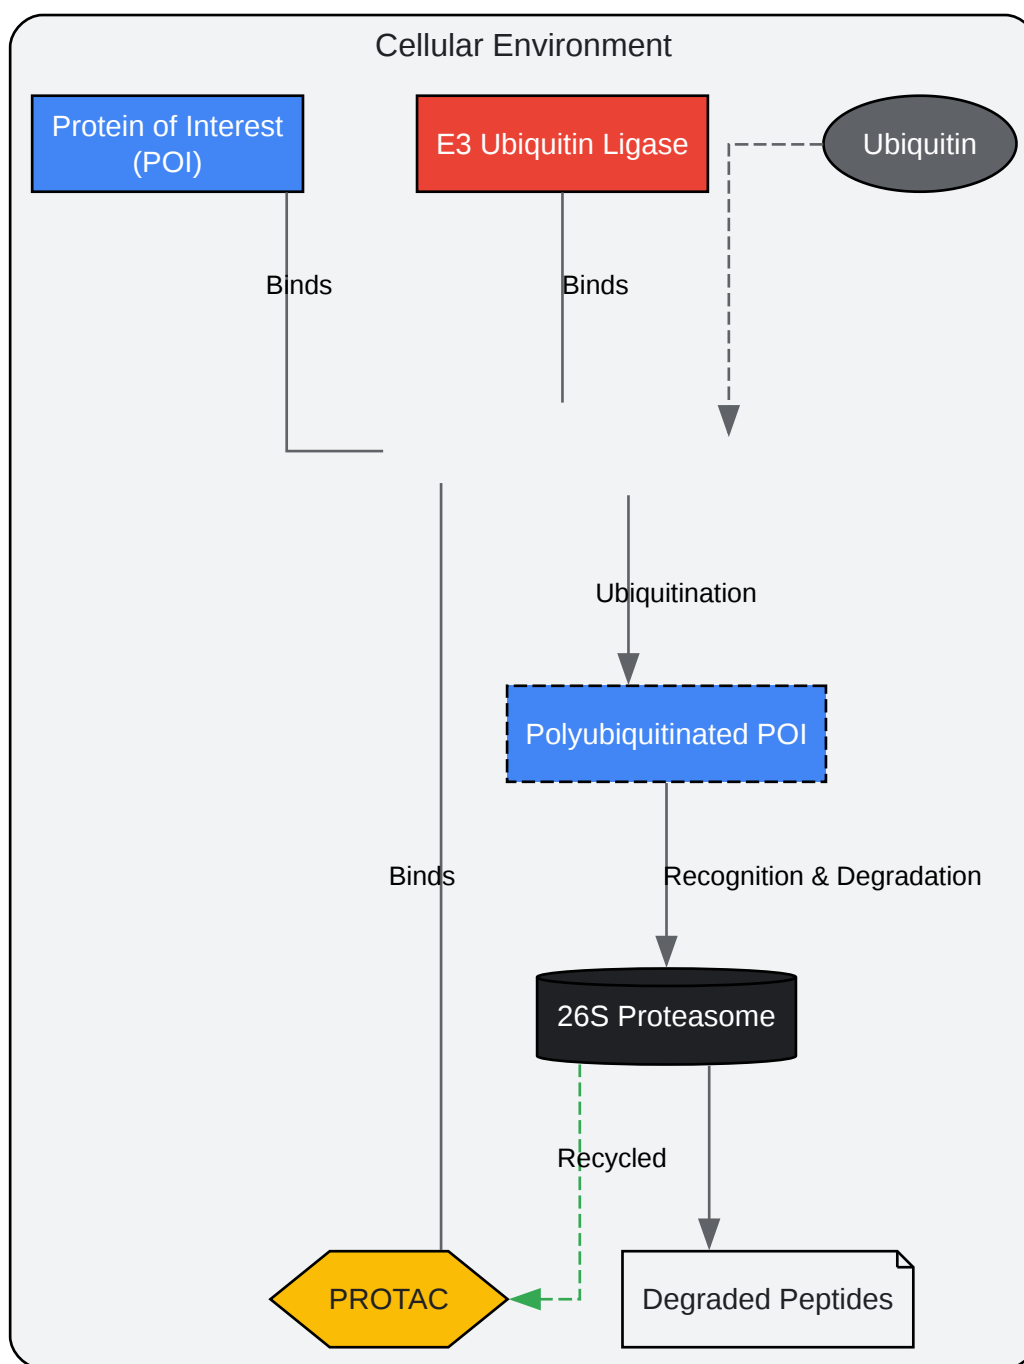 Cellular Environment
Protein of Interest
(POI)
E3 Ubiquitin Ligase
Ubiquitin
Binds
Binds
Ubiquitination
Polyubiquitinated POI
Binds
Recognition & Degradation
26S Proteasome
Recycled
PROTAC
Degraded Peptides